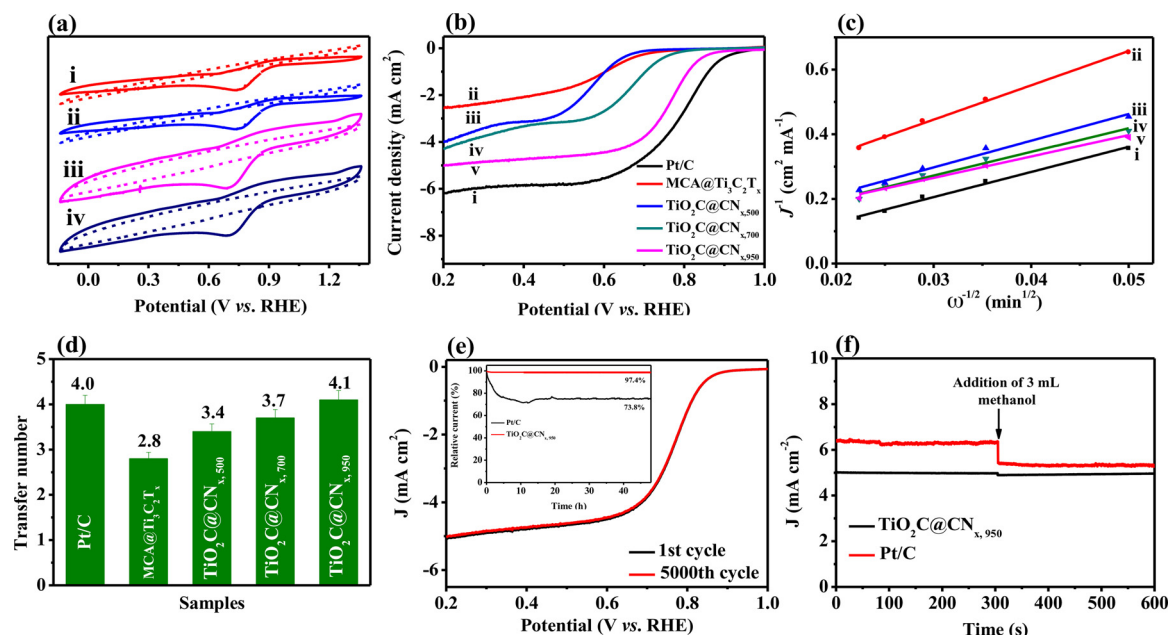 (a)
i
ii
iii
iv
0.0 0.3 0.6 0.9 1.2
Potential (V vs. RHE)
(b)
Current density (mA cm⁻²)
0
-2
-4
-6
-8
ii
iii
iv
v
i
Pt/C
MCA@Ti₃C₂Tₓ
TiO₂C@CNₓ,₅₀₀
TiO₂C@CNₓ,₇₀₀
TiO₂C@CNₓ,₉₅₀
0.2 0.4 0.6 0.8 1.0
Potential (V vs. RHE)
(c)
J⁻¹ (cm² mA⁻¹)
0.8
0.6
0.4
0.2
0.0
ii
iii
iv
v
i
0.02 0.03 0.04 0.05
ω⁻¹/² (min¹/²)
(d)
Transfer number
5
4
3
2
1
0
4.0
2.8
3.4
3.7
4.1
Pt/C
MCA@Ti₃C₂Tₓ
TiO₂C@CNₓ,₅₀₀
TiO₂C@CNₓ,₇₀₀
TiO₂C@CNₓ,₉₅₀
Samples
(e)
J (mA cm⁻²)
0
-2
-4
-6
Relative current (%)
100
80
60
40
20
0
97.4%
73.8%
Pt/C
TiO₂C@CNₓ,₉₅₀
0 10 20 30 40
Time (h)
1st cycle
5000th cycle
0.2 0.4 0.6 0.8 1.0
Potential (V vs. RHE)
(f)
J (mA cm⁻²)
10
8
6
4
2
0
Addition of 3 mL
methanol
TiO₂C@CNₓ, ₉₅₀
Pt/C
0 100 200 300 400 500 600
Time (s)